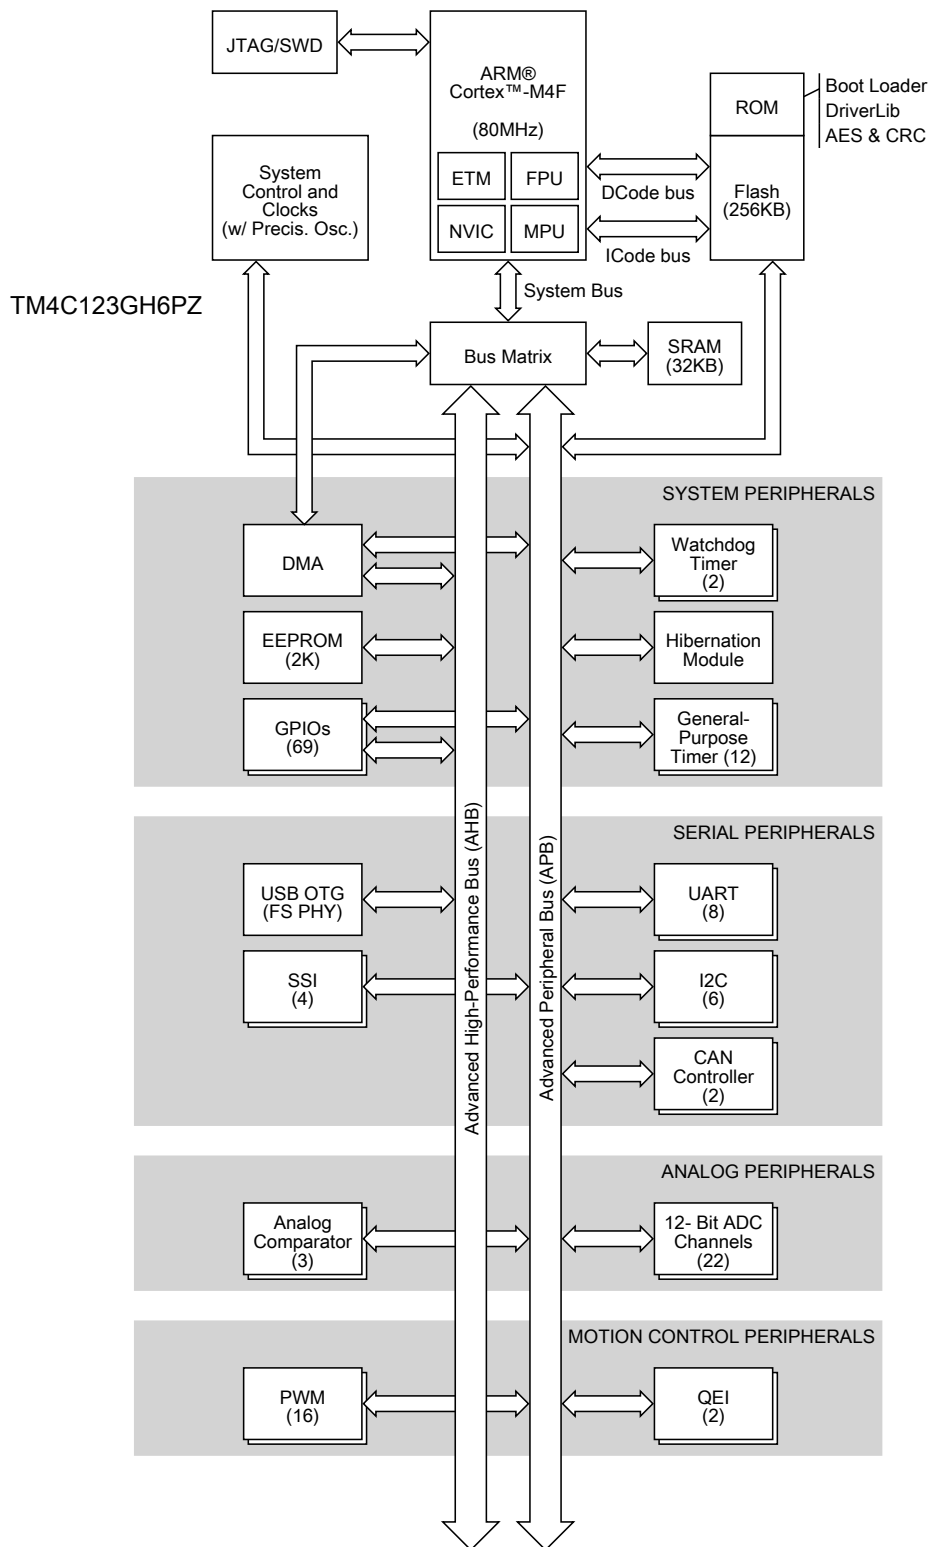 JTAG/SWD
ARM®
Cortex™-M4F
(80MHz)
ETM
FPU
NVIC
MPU
ROM
Boot Loader
DriverLib
AES & CRC
System
Control and
Clocks
(w/ Precis. Osc.)
DCode bus
Flash
(256KB)
ICode bus
System Bus
TM4C123GH6PZ
Bus Matrix
SRAM
(32KB)
SYSTEM PERIPHERALS
DMA
Watchdog
Timer
(2)
EEPROM
(2K)
Hibernation
Module
GPIOs
(69)
General-
Purpose
Timer (12)
Advanced High-Performance Bus (AHB)
Advanced Peripheral Bus (APB)
SERIAL PERIPHERALS
USB OTG
(FS PHY)
UART
(8)
SSI
(4)
I2C
(6)
CAN
Controller
(2)
ANALOG PERIPHERALS
Analog
Comparator
(3)
12- Bit ADC
Channels
(22)
MOTION CONTROL PERIPHERALS
PWM
(16)
QEI
(2)